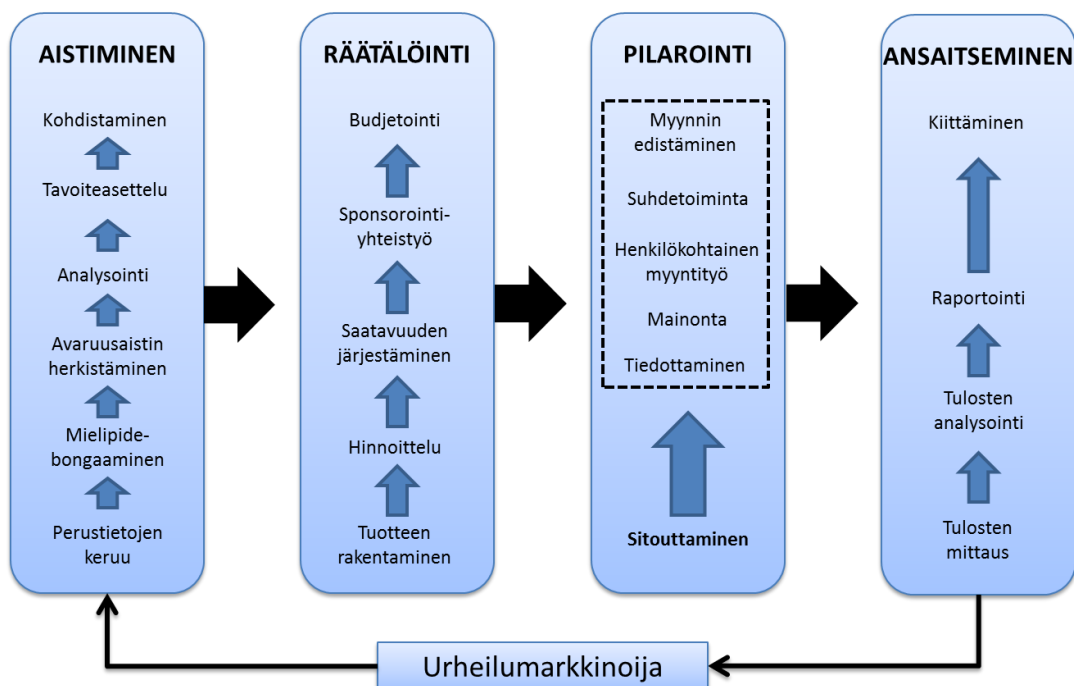 AISTIMINEN
Kohdistaminen
Tavoiteasettelu
Analysointi
Avaruusaistin
herkistäminen
Mielipide-
bongaaminen
Perustietojen
keruu
RÄÄTÄLÖINTI
Budjetointi
Sponsorointi-
yhteistyö
Saatavuuden
järjestäminen
Hinnoittelu
Tuotteen
rakentaminen
PILAROINTI
Myynnin
edistäminen
Suhdetoiminta
Henkilökohtainen
myyntityö
Mainonta
Tiedottaminen
Sitouttaminen
ANSAITSEMINEN
Kiittäminen
Raportointi
Tulosten
analysointi
Tulosten
mittaus
Urheilumarkkinoija